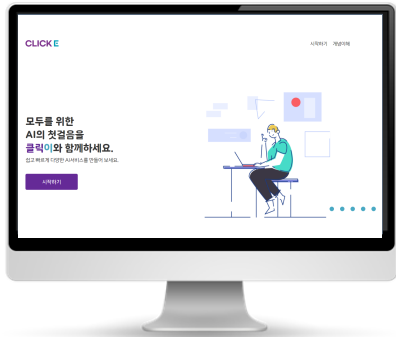 CLICK E
시작하기 개념이해
모두를 위한
AI의 첫걸음을
클릭이와 함께하세요.
쉽고 빠르게 다양한 AI서비스를 만들어 보세요.
시작하기